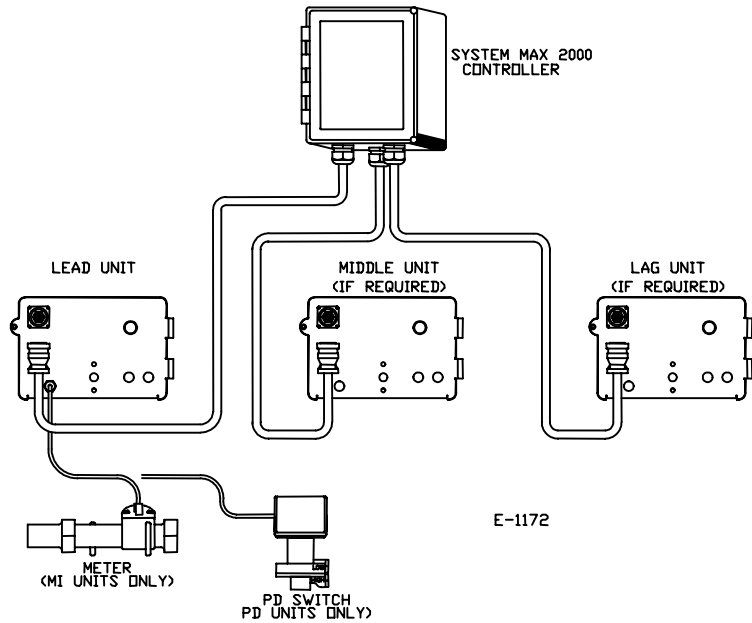 SYSTEM MAX 2000
CONTROLLER
LEAD UNIT
MIDDLE UNIT
(IF REQUIRED)
LAG UNIT
(IF REQUIRED)
E-1172
METER
(MI UNITS ONLY)
PD SWITCH
PD UNITS ONLY)